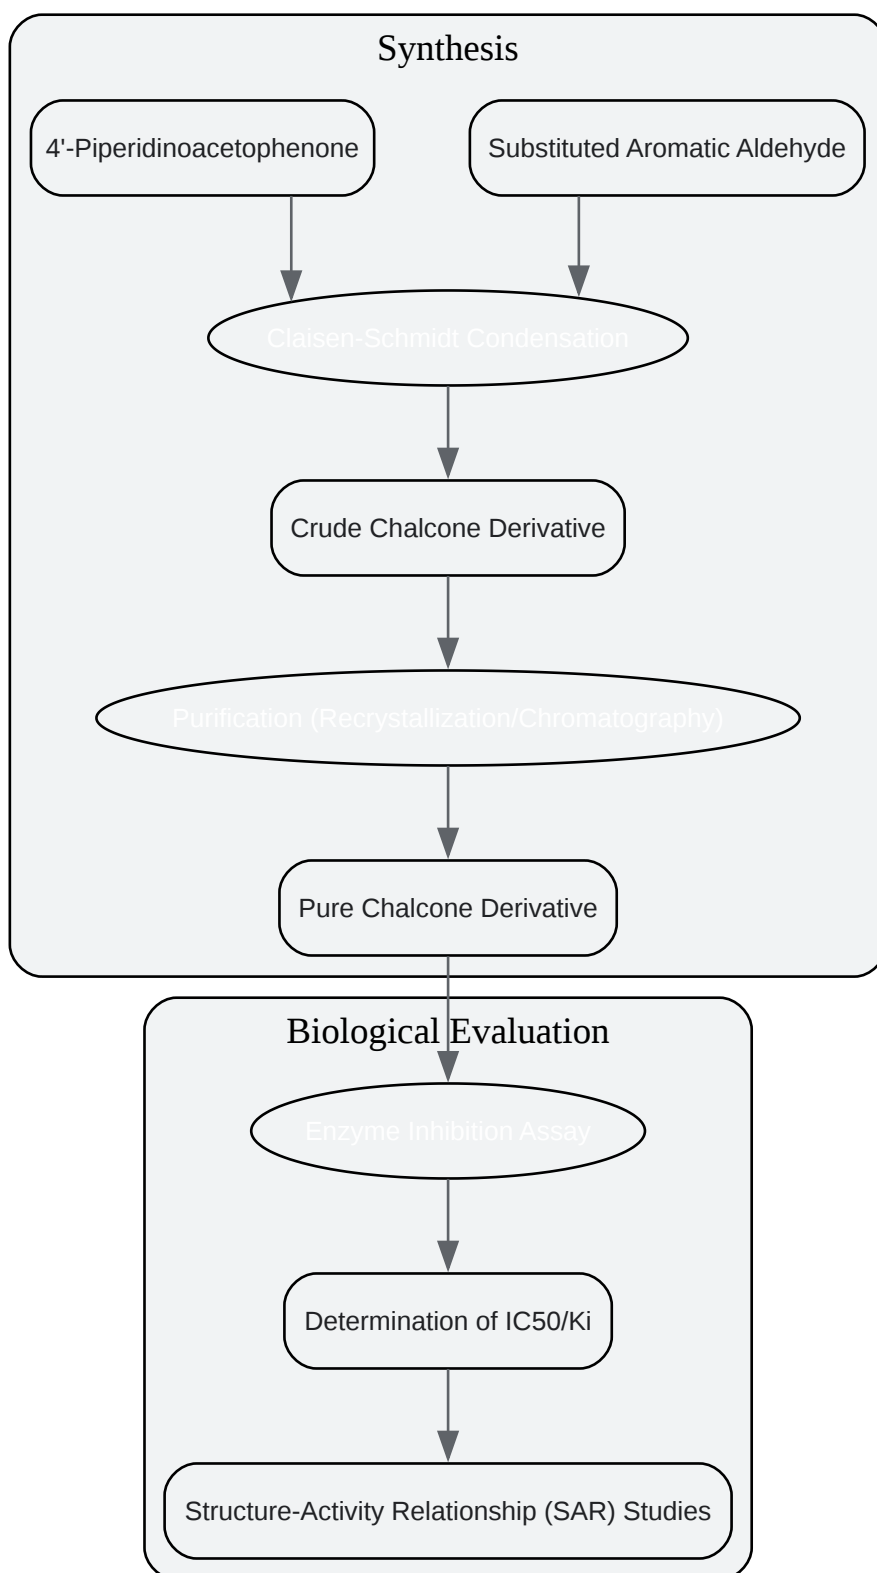 Synthesis
4'-Piperidinoacetophenone
Substituted Aromatic Aldehyde
Claisen-Schmidt Condensation
Crude Chalcone Derivative
Purification (Recrystallization/Chromatography)
Pure Chalcone Derivative
Biological Evaluation
Enzyme Inhibition Assay
Determination of IC50/Ki
Structure-Activity Relationship (SAR) Studies